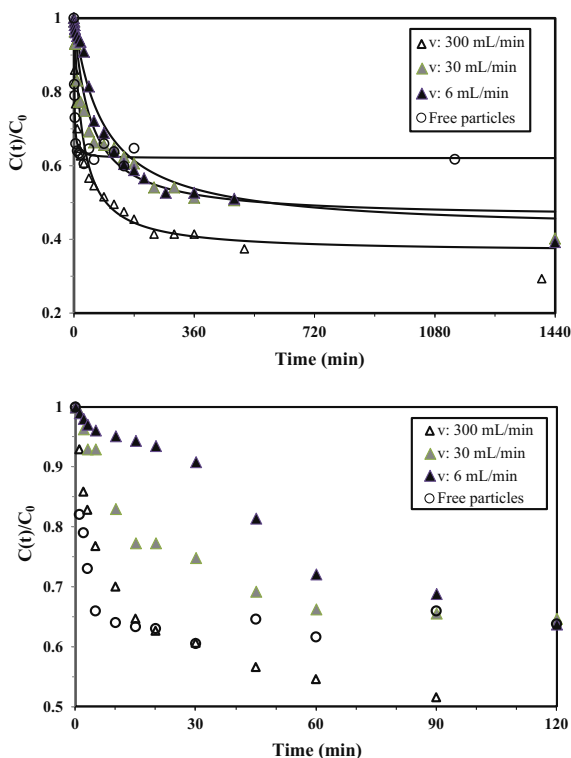 1
0.8
0.6
0.4
0.2
C(t)/C0
v: 300 mL/min
v: 30 mL/min
v: 6 mL/min
Free particles
0 360 720 1080 1440
Time (min)
1
0.9
0.8
0.7
0.6
0.5
C(t)/C0
v: 300 mL/min
v: 30 mL/min
v: 6 mL/min
Free particles
0 30 60 90 120
Time (min)